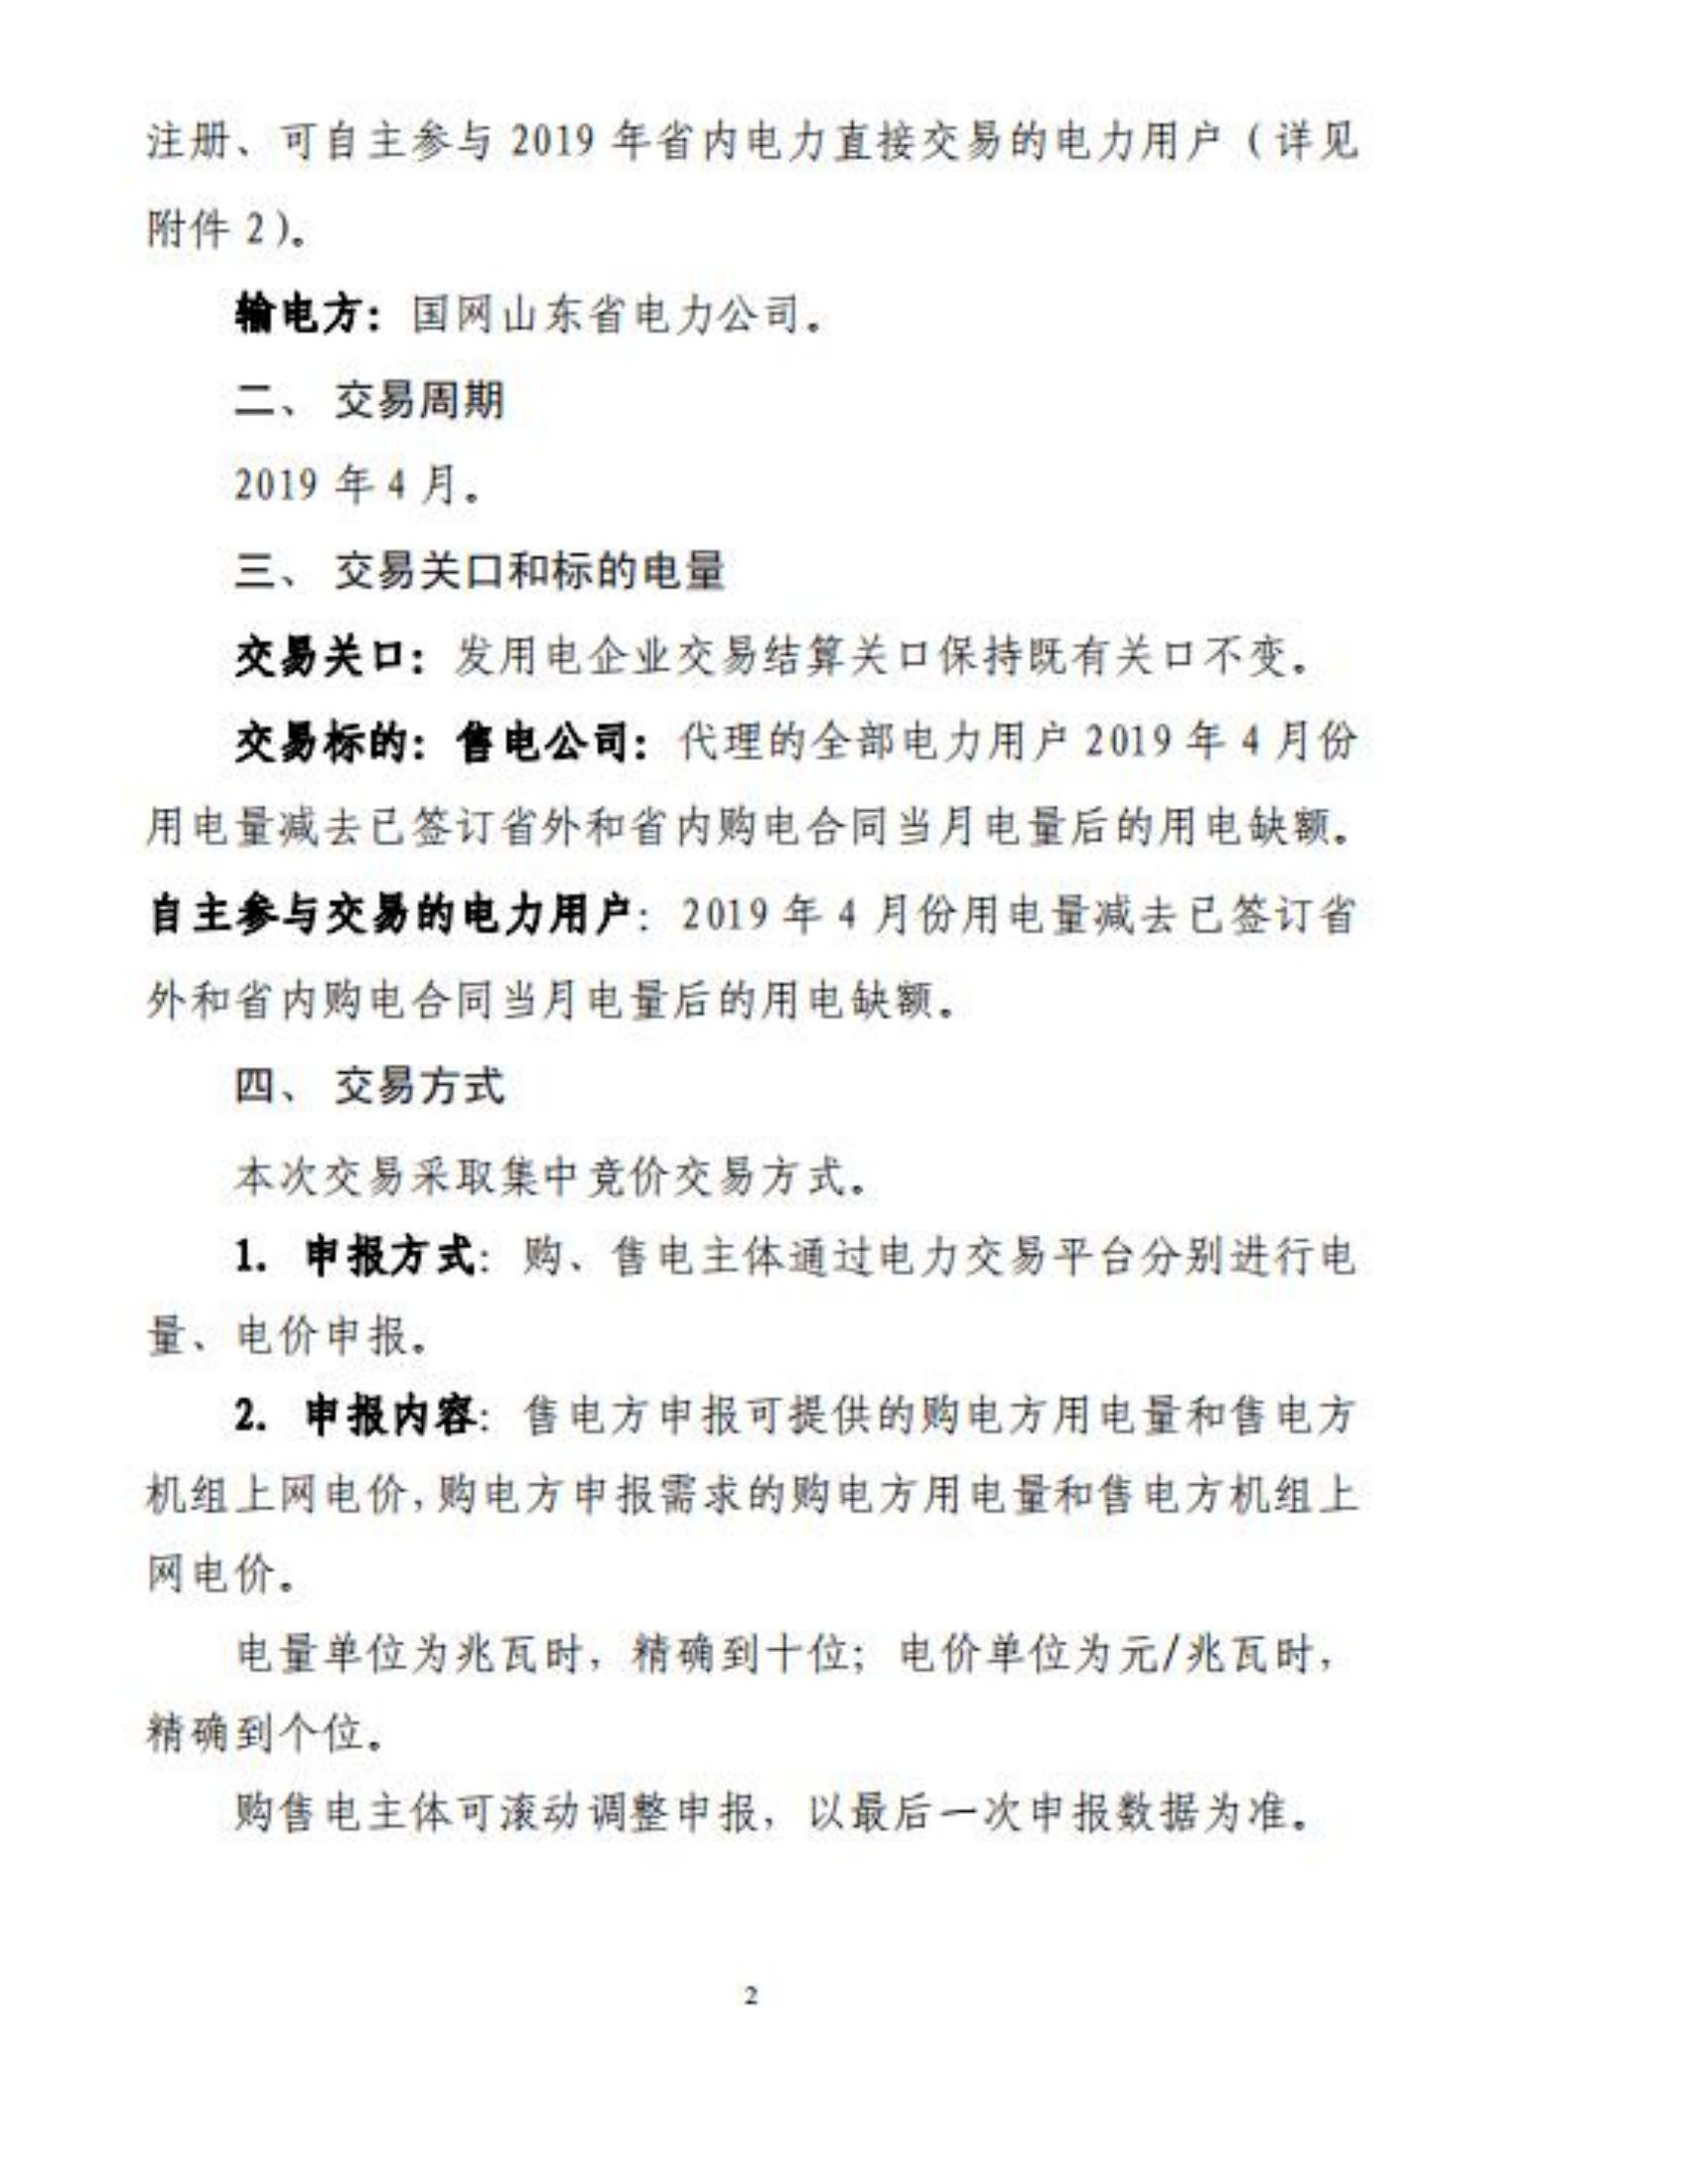 注册、可自主参与 2019 年省内电力直接交易的电力用户（详见
附件 2）。
输电方：国网山东省电力公司。
二、 交易周期
2019 年 4 月。
三、 交易关口和标的电量
交易关口：发用电企业交易结算关口保持既有关口不变。
交易标的：售电公司：代理的全部电力用户 2019 年 4 月份
用电量减去已签订省外和省内购电合同当月电量后的用电缺额。
自主参与交易的电力用户：2019 年 4 月份用电量减去已签订省
外和省内购电合同当月电量后的用电缺额。
四、 交易方式
本次交易采取集中竞价交易方式。
1. 申报方式：购、售电主体通过电力交易平台分别进行电
量、电价申报。
2. 申报内容：售电方申报可提供的购电方用电量和售电方
机组上网电价，购电方申报需求的购电方用电量和售电方机组上
网电价。
电量单位为兆瓦时，精确到十位；电价单位为元/兆瓦时，
精确到个位。
购售电主体可滚动调整申报，以最后一次申报数据为准。
2